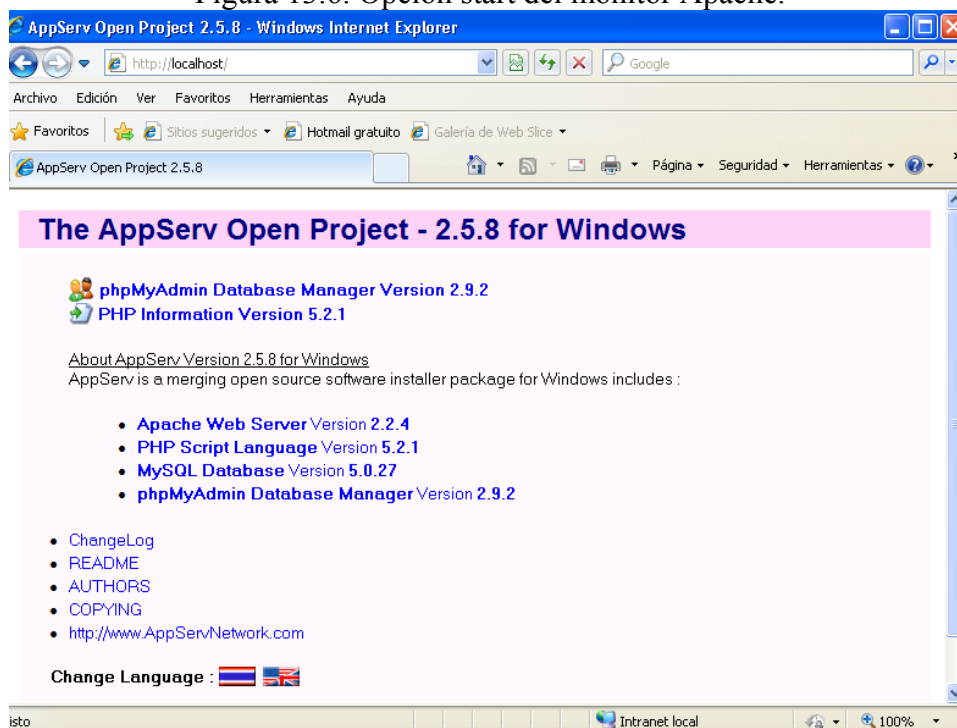 Figura 13.6. Opción start del monitor Apache.
AppServ Open Project 2.5.8 - Windows Internet Explorer
http://localhost/
Google
Archivo Edición Ver Favoritos Herramientas Ayuda
Favoritos Sitios sugeridos Hotmail gratuito Galería de Web Slice
AppServ Open Project 2.5.8 Página Seguridad Herramientas
The AppServ Open Project - 2.5.8 for Windows
phpMyAdmin Database Manager Version 2.9.2
PHP Information Version 5.2.1
About AppServ Version 2.5.8 for Windows
AppServ is a merging open source software installer package for Windows includes :
Apache Web Server Version 2.2.4
PHP Script Language Version 5.2.1
MySQL Database Version 5.0.27
phpMyAdmin Database Manager Version 2.9.2
ChangeLog
README
AUTHORS
COPYING
http://www.AppServNetwork.com
Change Language :
isto Intranet local 100%